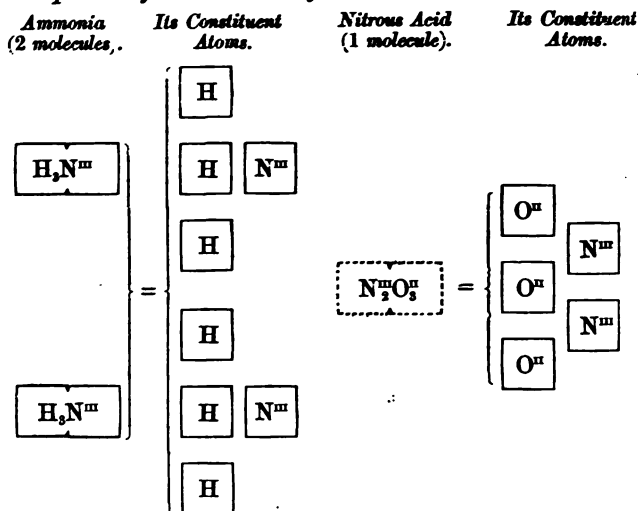 Ammonia Its Constituent Nitrous Acid Its Constituent
(2 molecules,. Atoms. (1 molecule). Atoms.
H
H₃Nᴵᴵᴵ H Nᴵᴵᴵ
H
=
H
H₃Nᴵᴵᴵ H Nᴵᴵᴵ
H
Oᴵᴵ
Nᴵᴵᴵ
N₂ᴵᴵᴵO₃ᴵᴵ = Oᴵᴵ
Nᴵᴵᴵ
Oᴵᴵ